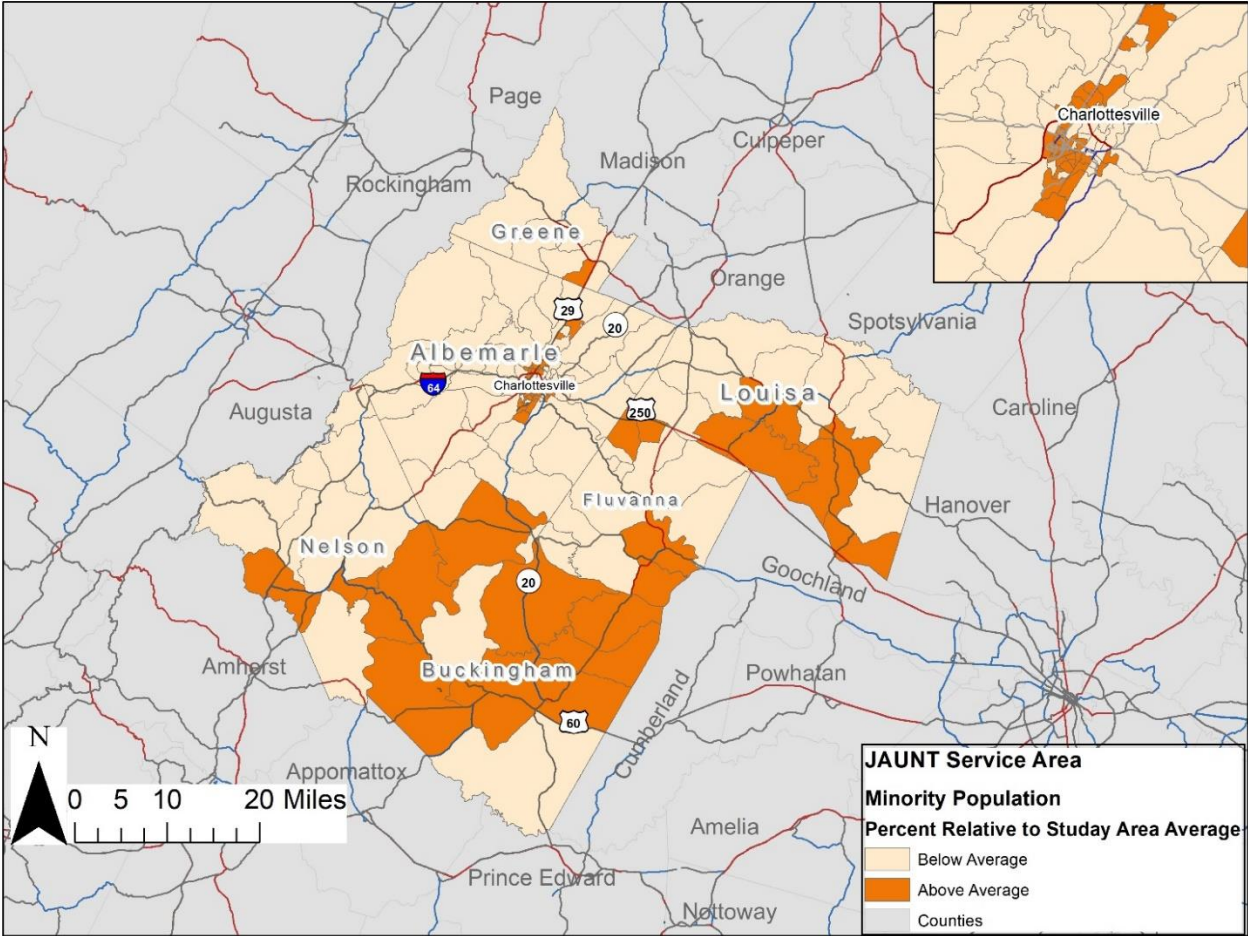 Page
Madison
Culpeper
Rockingham
Greene
Orange
29
20
Spotsylvania
Albemarle
64
Charlottesville
Louisa
Augusta
250
Caroline
Fluvanna
Hanover
Nelson
20
Goochland
Amherst
Buckingham
Powhatan
60
Cumberland
Appomattox
Amelia
Prince Edward
Nottoway
Charlottesville
N
0 5 10 20 Miles
JAUNT Service Area
Minority Population
Percent Relative to Studay Area Average
Below Average
Above Average
Counties